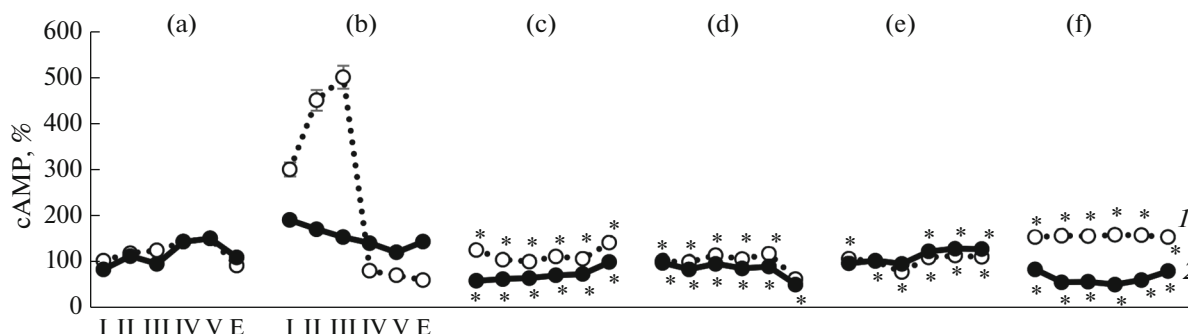 (a) (b) (c) (d) (e) (f)
cAMP, %
600
500
400
300
200
100
0
* * * * * * * * * * * * * * * * * * * * * * * 1
* * * * * * * * * * * * * * * * * * * * * * * * 2
I II III IV V E I II III IV V E